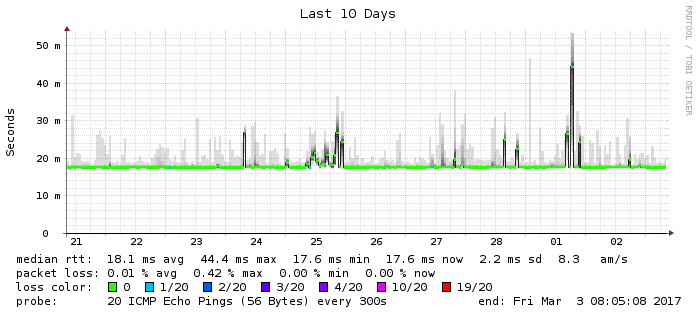 Last 10 Days
RRDTOOL / TOBI OETIKER
Seconds
50 m
40 m
30 m
20 m
10 m
0
21 22 23 24 25 26 27 28 01 02
median rtt: 18.1 ms avg 44.4 ms max 17.6 ms min 17.6 ms now 2.2 ms sd 8.3 am/s
packet loss: 0.01 % avg 0.42 % max 0.00 % min 0.00 % now
loss color: 0 1/20 2/20 3/20 4/20 10/20 19/20
probe: 20 ICMP Echo Pings (56 Bytes) every 300s end: Fri Mar 3 08:05:08 2017